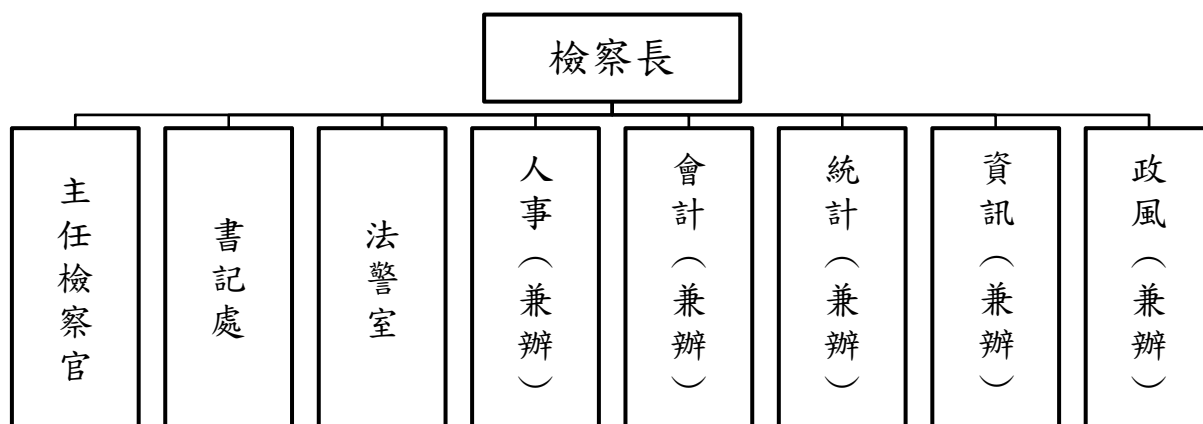 檢察長
主任檢察官
書記處
法警室
人事（兼辦）
會計（兼辦）
統計（兼辦）
資訊（兼辦）
政風（兼辦）